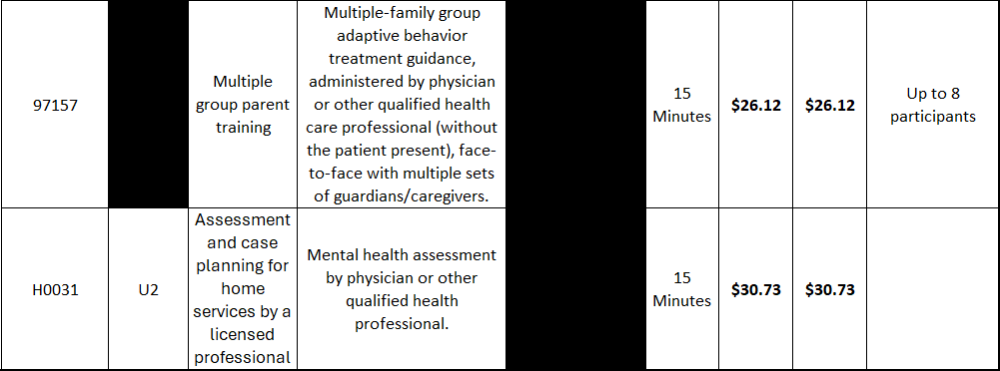 97157
Multiple
group parent
training
Multiple-family group
adaptive behavior
treatment guidance,
administered by physician
or other qualified health
care professional (without
the patient present), face-
to-face with multiple sets
of guardians/caregivers.
15
Minutes
$26.12
$26.12
Up to 8
participants
H0031
U2
Assessment
and case
planning for
home
services by a
licensed
professional
Mental health assessment
by physician or other
qualified health
professional.
15
Minutes
$30.73
$30.73